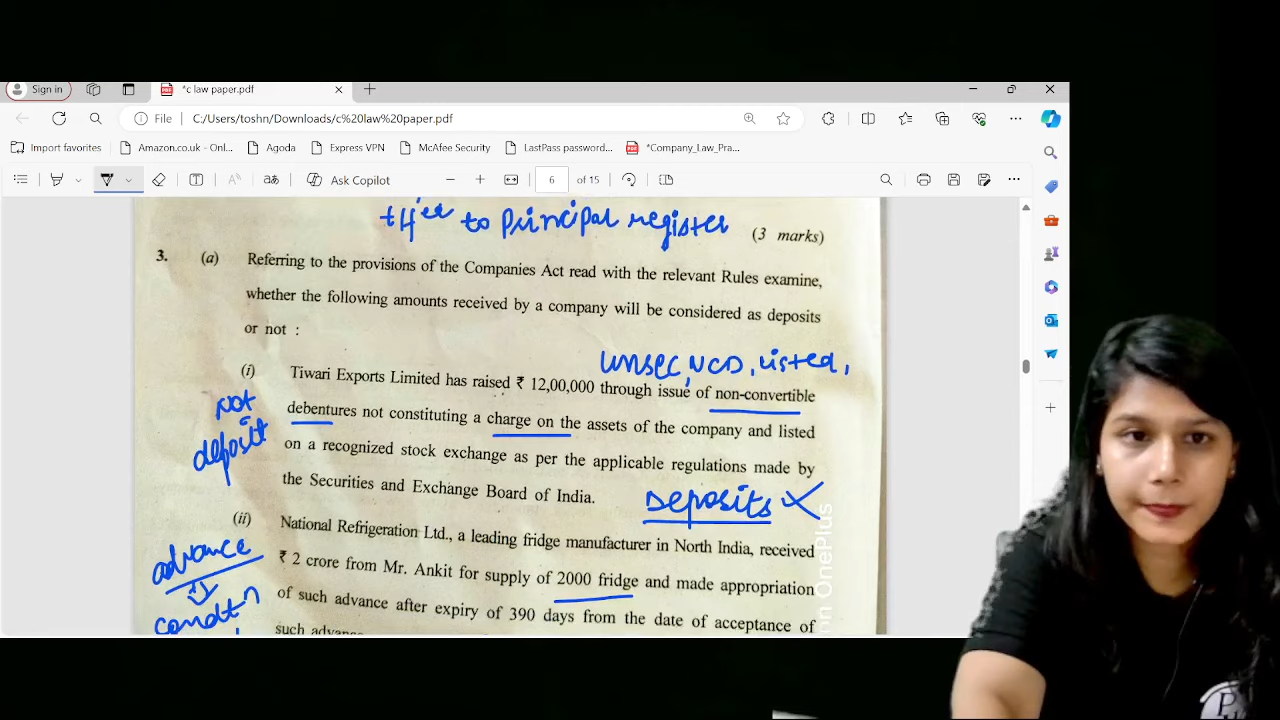 Sign in
*c law paper.pdf
File C:/Users/toshn/Downloads/c%20law%20paper.pdf
Import favorites Amazon.co.uk - Onl... Agoda Express VPN McAfee Security LastPass password... *Company_Law_Pra...
Ask Copilot 6 of 15
to Principal register
(3 marks)
3. (a) Referring to the provisions of the Companies Act read with the relevant Rules examine,
whether the following amounts received by a company will be considered as deposits
or not :
unsec, NCD, Listed,
(i) Tiwari Exports Limited has raised ₹ 12,00,000 through issue of non-convertible
debentures not constituting a charge on the assets of the company and listed
on a recognized stock exchange as per the applicable regulations made by
the Securities and Exchange Board of India.
Not
deposit
Deposits X
(ii) National Refrigeration Ltd., a leading fridge manufacturer in North India, received
₹ 2 crore from Mr. Ankit for supply of 2000 fridge and made appropriation
of such advance after expiry of 390 days from the date of acceptance of
such advance
advance
condtn
on OnePlus
P